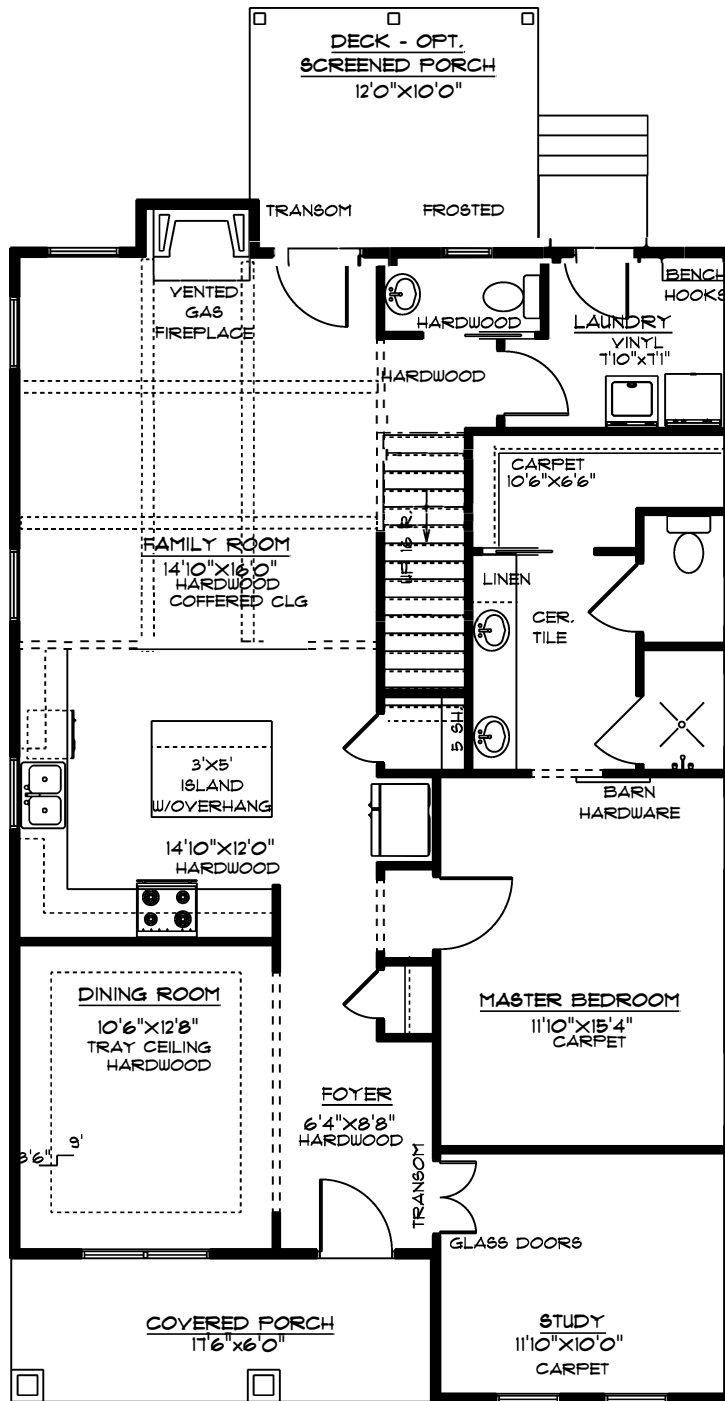 DECK - OPT.
SCREENED PORCH
12'0"X10'0"
TRANSOM
FROSTED
VENTED
GAS
FIREPLACE
HARDWOOD
BENCH
HOOKS
LAUNDRY
VINYL
7'10"x7'1"
HARDWOOD
CARPET
10'6"X6'6"
UP 16 R.
FAMILY ROOM
14'10"X16'0"
HARDWOOD
COFFERED CLG
LINEN
CER.
TILE
5 SH.
3'X5'
ISLAND
W/OVERHANG
BARN
HARDWARE
14'10"X12'0"
HARDWOOD
DINING ROOM
10'6"X12'8"
TRAY CEILING
HARDWOOD
MASTER BEDROOM
11'10"X15'4"
CARPET
FOYER
6'4"X8'8"
HARDWOOD
9'
8'6"
TRANSOM
GLASS DOORS
COVERED PORCH
17'6"x6'0"
STUDY
11'10"X10'0"
CARPET